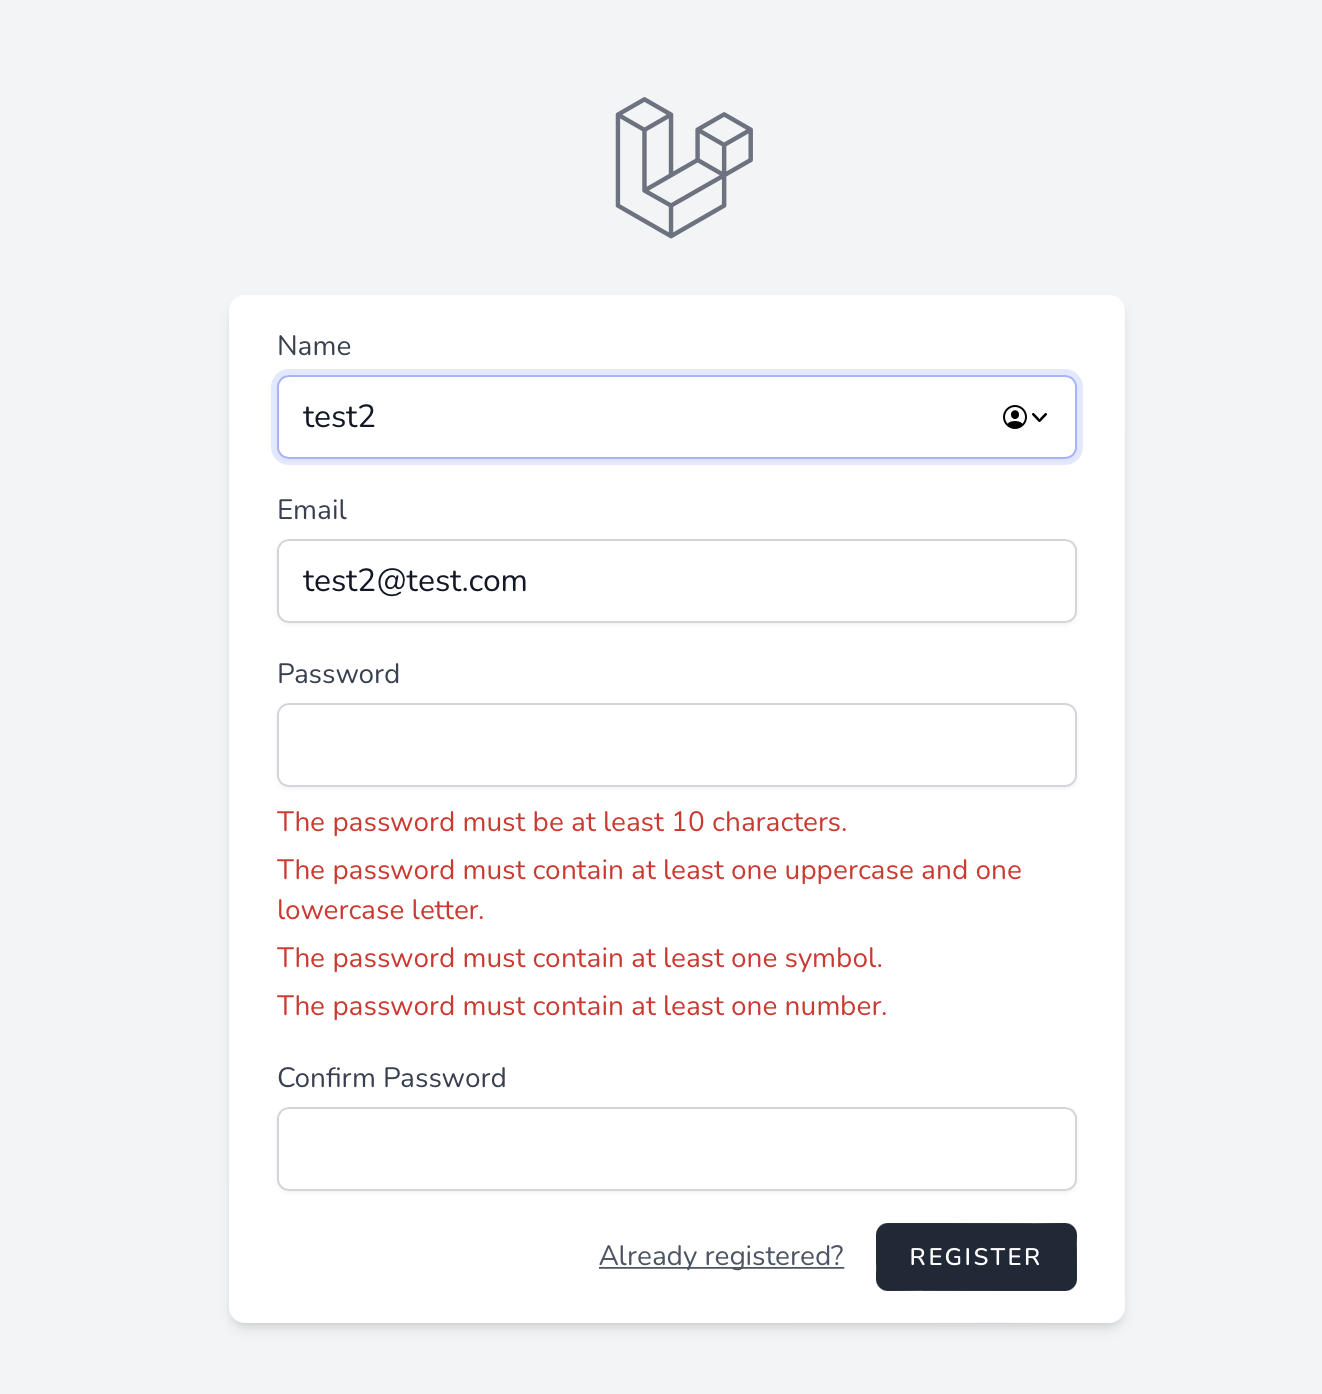 Name
test2
Email
test2@test.com
Password
The password must be at least 10 characters.
The password must contain at least one uppercase and one
lowercase letter.
The password must contain at least one symbol.
The password must contain at least one number.
Confirm Password
Already registered? REGISTER